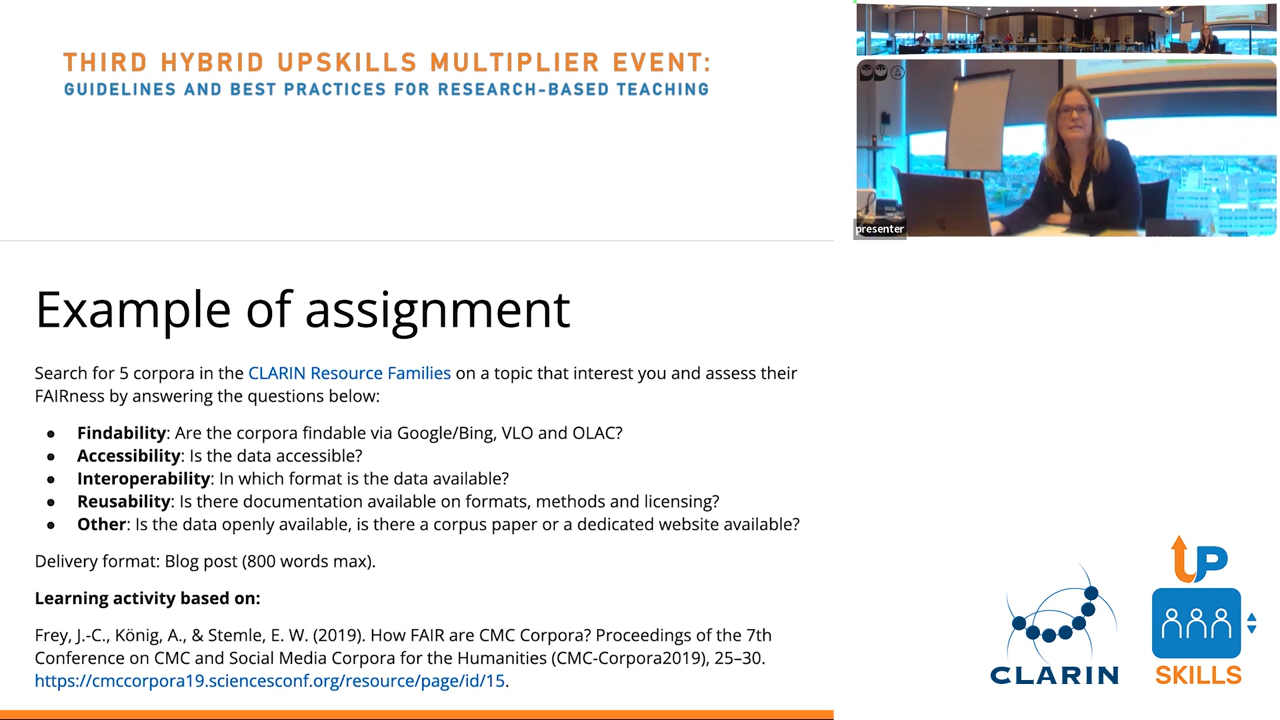 THIRD HYBRID UPSKILLS MULTIPLIER EVENT:
GUIDELINES AND BEST PRACTICES FOR RESEARCH-BASED TEACHING
presenter
Example of assignment
Search for 5 corpora in the CLARIN Resource Families on a topic that interest you and assess their
FAIRness by answering the questions below:
● Findability: Are the corpora findable via Google/Bing, VLO and OLAC?
● Accessibility: Is the data accessible?
● Interoperability: In which format is the data available?
● Reusability: Is there documentation available on formats, methods and licensing?
● Other: Is the data openly available, is there a corpus paper or a dedicated website available?
Delivery format: Blog post (800 words max).
Learning activity based on:
Frey, J.-C., König, A., & Stemle, E. W. (2019). How FAIR are CMC Corpora? Proceedings of the 7th
Conference on CMC and Social Media Corpora for the Humanities (CMC-Corpora2019), 25–30.
https://cmccorpora19.sciencesconf.org/resource/page/id/15.
CLARIN
UP
SKILLS